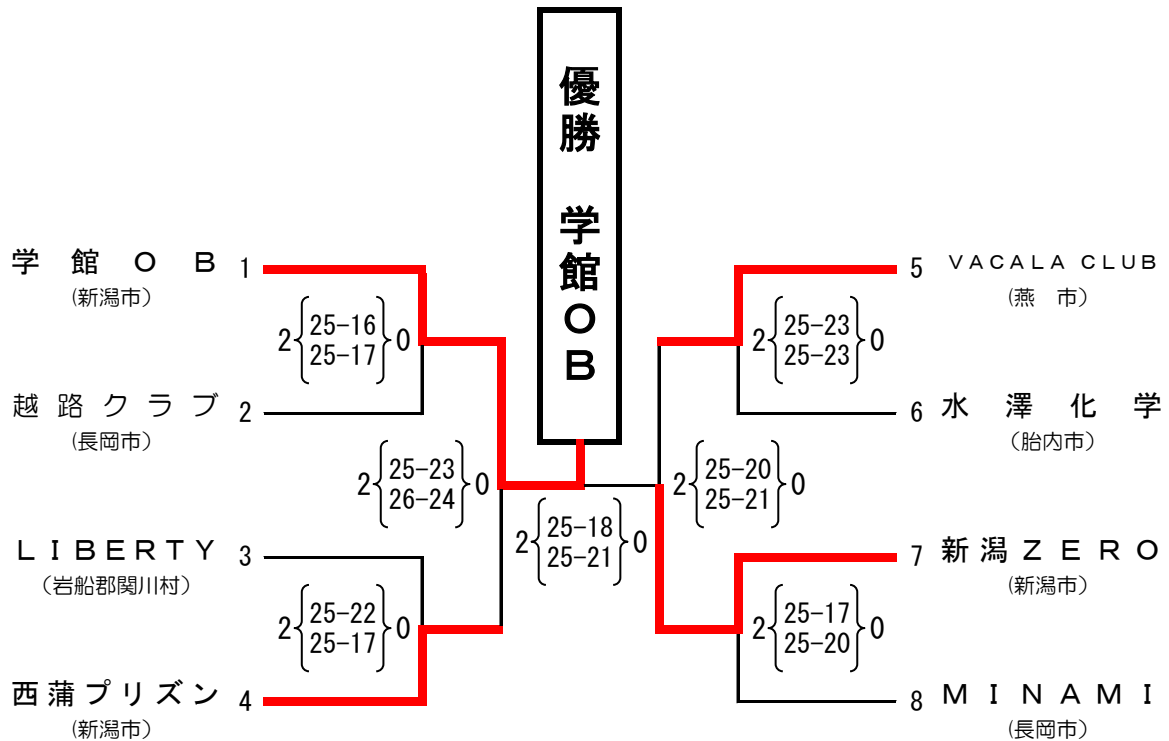 優勝 学館OB
学館OB 1
(新潟市)
2 25-16 0
25-17
越路クラブ 2
(長岡市)
2 25-23 0
26-24
LIBERTY 3
(岩船郡関川村)
2 25-22 0
25-17
西蒲プリズン 4
(新潟市)
2 25-18 0
25-21
5 VACALA CLUB
(燕 市)
2 25-23 0
25-23
6 水澤化学
(胎内市)
2 25-20 0
25-21
7 新潟ZERO
(新潟市)
2 25-17 0
25-20
8 MINAMI
(長岡市)